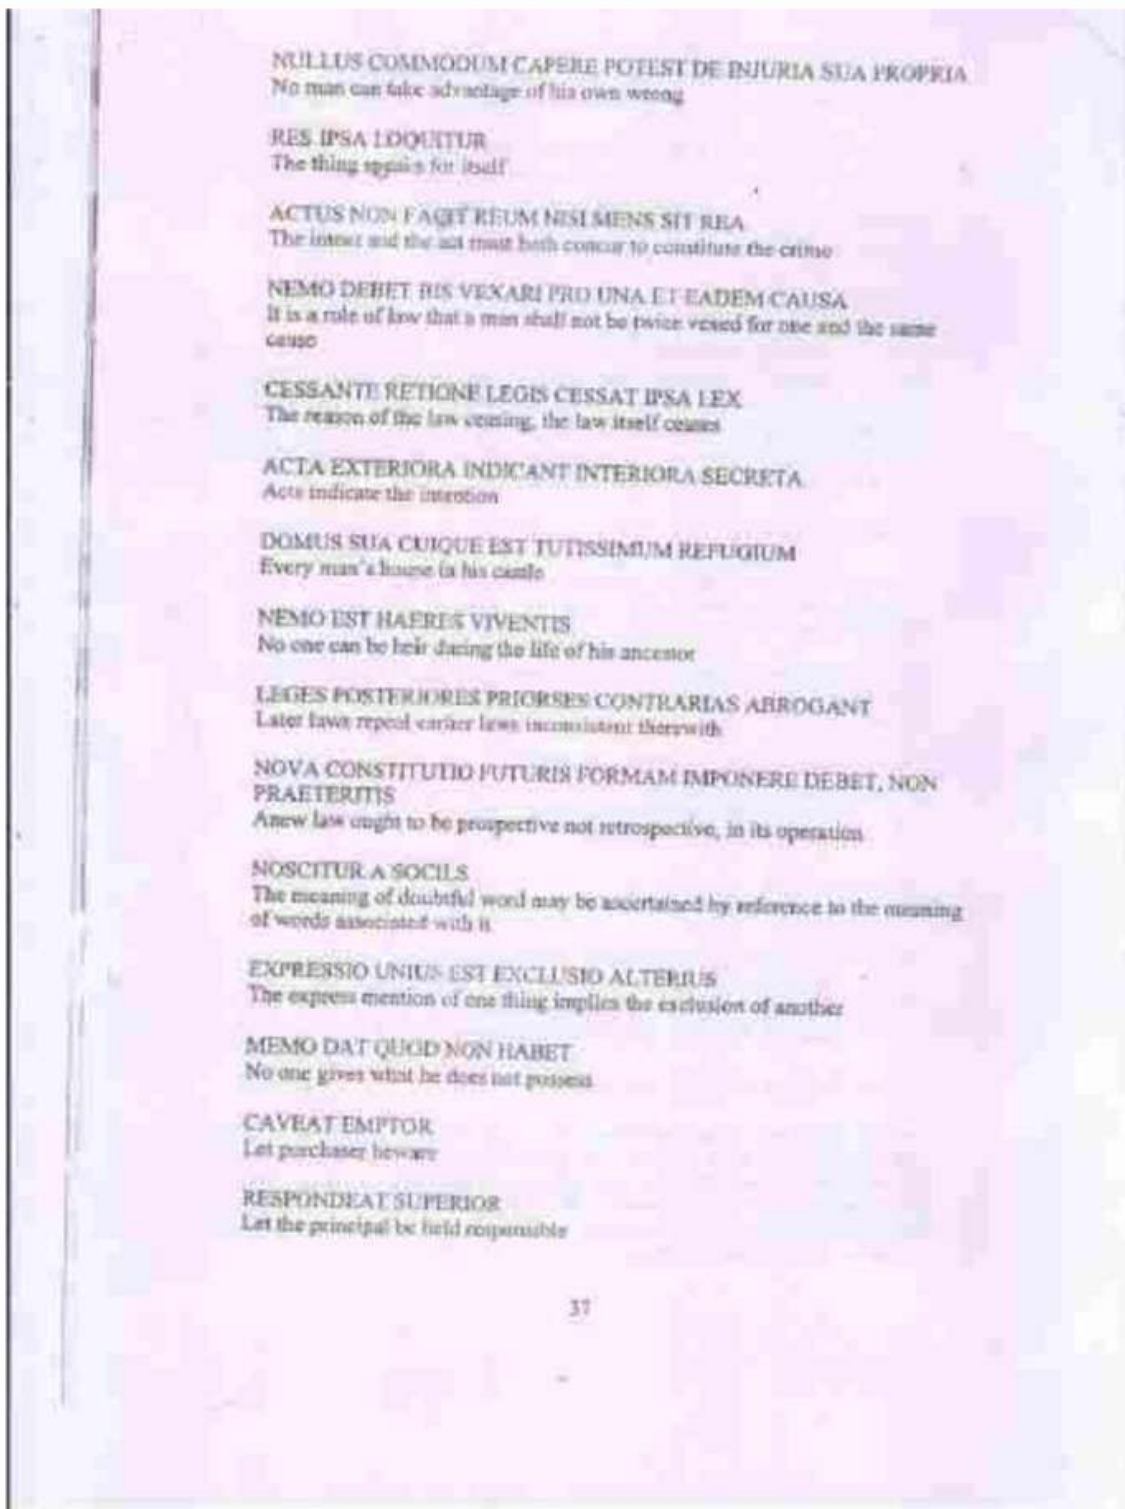 NULLUS COMMODUM CAPERE POTEST DE INJURIA SUA PROPRIA
No man can take advantage of his own wrong
RES IPSA LOQUITUR
The thing speaks for itself
ACTUS NON FACIT REUM NISI MENS SIT REA
The intent and the act must both concur to constitute the crime
NEMO DEBET BIS VEXARI PRO UNA ET EADEM CAUSA
It is a rule of law that a man shall not be twice vexed for one and the same
cause
CESSANTE RETIONE LEGIS CESSAT IPSA LEX
The reason of the law ceasing, the law itself ceases
ACTA EXTERIORA INDICANT INTERIORA SECRETA
Acts indicate the intention
DOMUS SUA CUIQUE EST TUTISSIMUM REFUGIUM
Every man's house is his castle
NEMO EST HAERES VIVENTIS
No one can be heir during the life of his ancestor
LEGES POSTERIORES PRIORSES CONTRARIAS ABROGANT
Later laws repeal earlier laws inconsistent therewith
NOVA CONSTITUTIO FUTURIS FORMAM IMPONERE DEBET, NON
PRAETERITIS
Anew law ought to be prospective not retrospective, in its operation
NOSCITUR A SOCILS
The meaning of doubtful word may be ascertained by reference to the meaning
of words associated with it
EXPRESSIO UNIUS EST EXCLUSIO ALTERIUS
The express mention of one thing implies the exclusion of another
MEMO DAT QUOD NON HABET
No one gives what he does not possess
CAVEAT EMPTOR
Let purchaser beware
RESPONDEAT SUPERIOR
Let the principal be held responsible
37